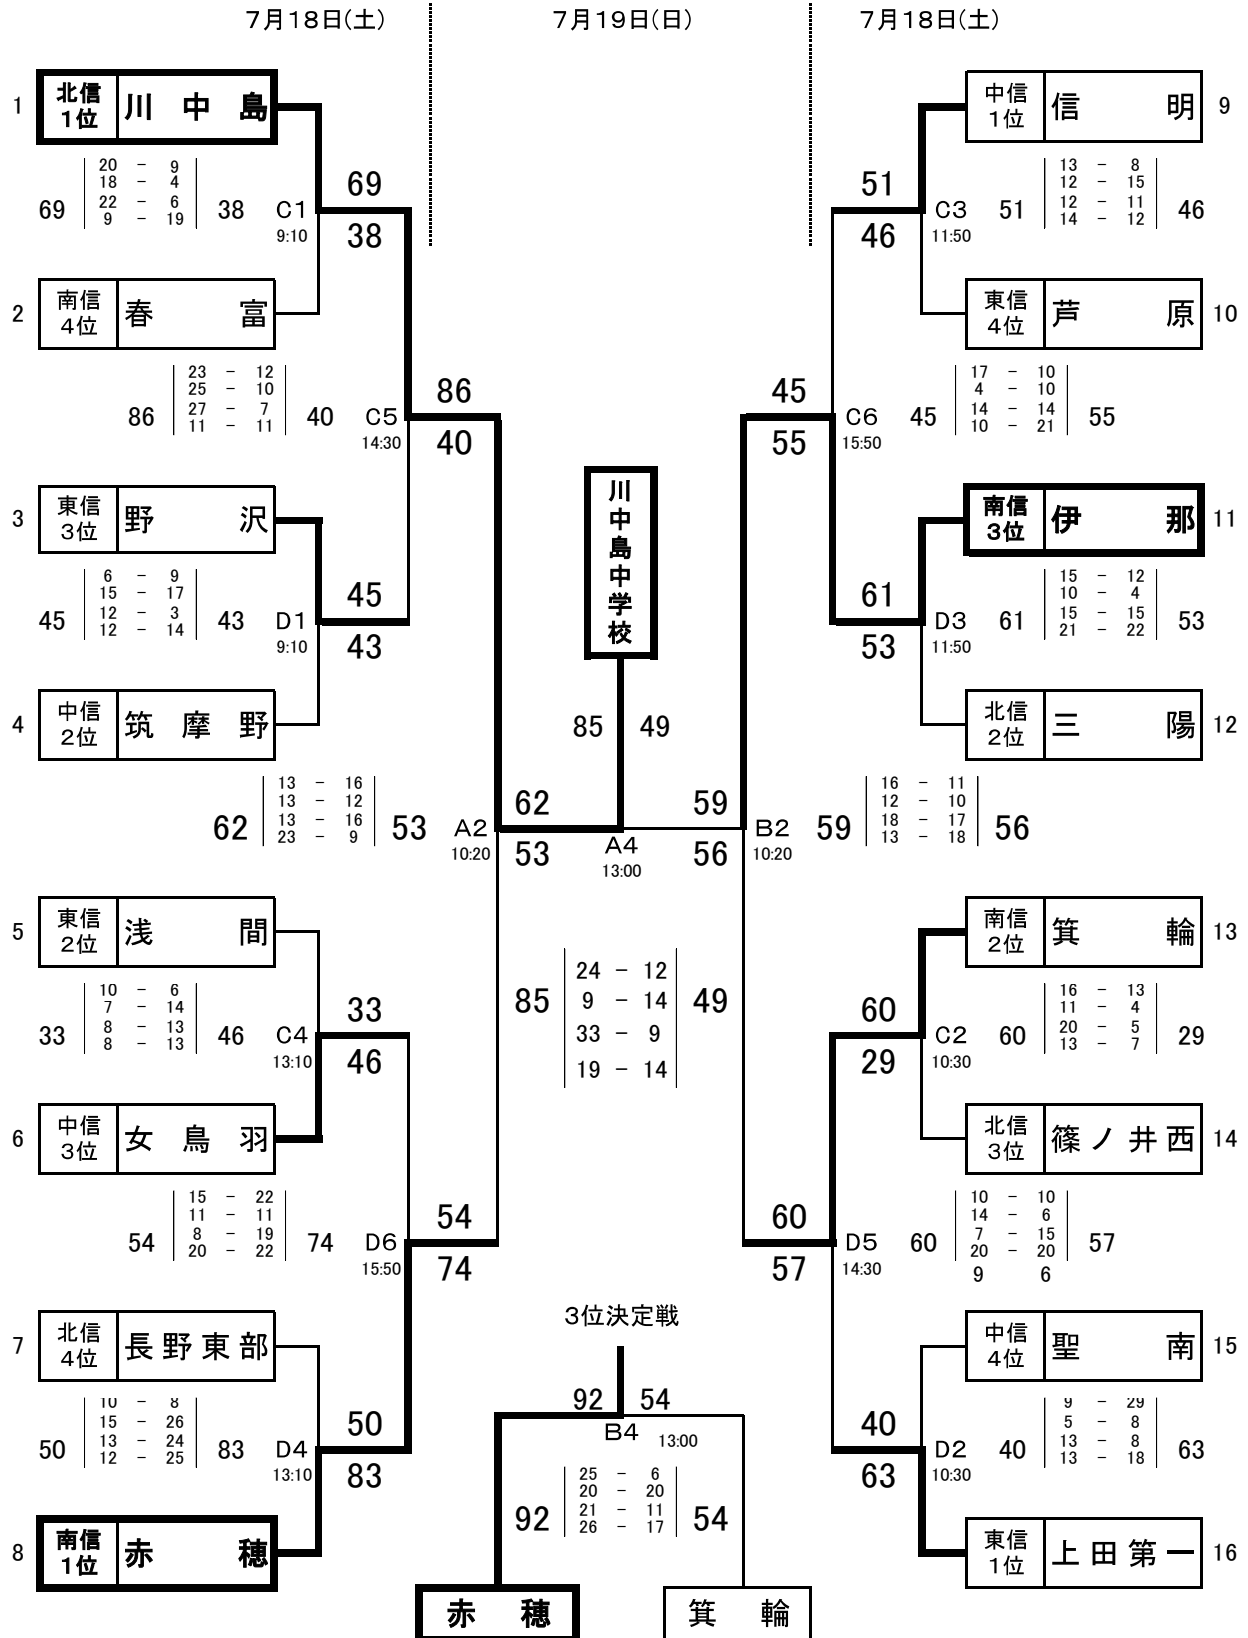 7月18日(土)
7月19日(日)
7月18日(土)
1 北信1位 川中島
20 － 9
18 － 4
69 22 － 6 38
9 － 19
C1
9:10
69
38
2 南信4位 春富
23 － 12
25 － 10
86 27 － 7 40
11 － 11
C5
14:30
86
40
3 東信3位 野沢
6 － 9
15 － 17
45 12 － 3 43
12 － 14
D1
9:10
45
43
4 中信2位 筑摩野
13 － 16
13 － 12
62 13 － 16 53
23 － 9
A2
10:20
62
53
5 東信2位 浅間
10 － 6
7 － 14
33 8 － 13 46
8 － 13
C4
13:10
33
46
6 中信3位 女鳥羽
15 － 22
11 － 11
54 8 － 19 74
20 － 22
D6
15:50
54
74
7 北信4位 長野東部
10 － 8
15 － 26
50 13 － 24 83
12 － 25
D4
13:10
50
83
8 南信1位 赤穂
川中島中学校
85 49
A4
13:00
24 － 12
85 9 － 14 49
33 － 9
19 － 14
3位決定戦
92 54
B4 13:00
25 － 6
20 － 20
92 21 － 11 54
26 － 17
赤穂
箕輪
中信1位 信明 9
13 － 8
12 － 15
51 12 － 11 46
14 － 12
C3
11:50
51
46
東信4位 芦原 10
17 － 10
4 － 10
45 14 － 14 55
10 － 21
C6
15:50
45
55
南信3位 伊那 11
15 － 12
10 － 4
61 15 － 15 53
21 － 22
D3
11:50
61
53
北信2位 三陽 12
16 － 11
12 － 10
59 18 － 17 56
13 － 18
B2
10:20
59
56
南信2位 箕輪 13
16 － 13
11 － 4
60 20 － 5 29
13 － 7
C2
10:30
60
29
北信3位 篠ノ井西 14
10 － 10
14 － 6
60 7 － 15 57
20 － 20
9 6
D5
14:30
60
57
中信4位 聖南 15
9 － 29
5 － 8
40 13 － 8 63
13 － 18
D2
10:30
40
63
東信1位 上田第一 16